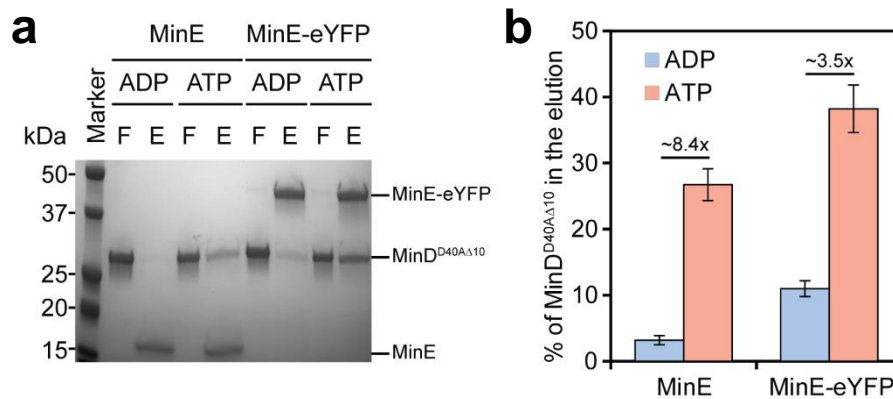 a
MinE MinE-eYFP
ADP ATP ADP ATP
Marker
kDa F E F E F E F E
50
37
25
20
15
MinE-eYFP
MinD^D40AΔ10
MinE
b
% of MinD^D40AΔ10 in the elution
50
40
30
20
10
0
ADP
ATP
~8.4x
~3.5x
MinE MinE-eYFP